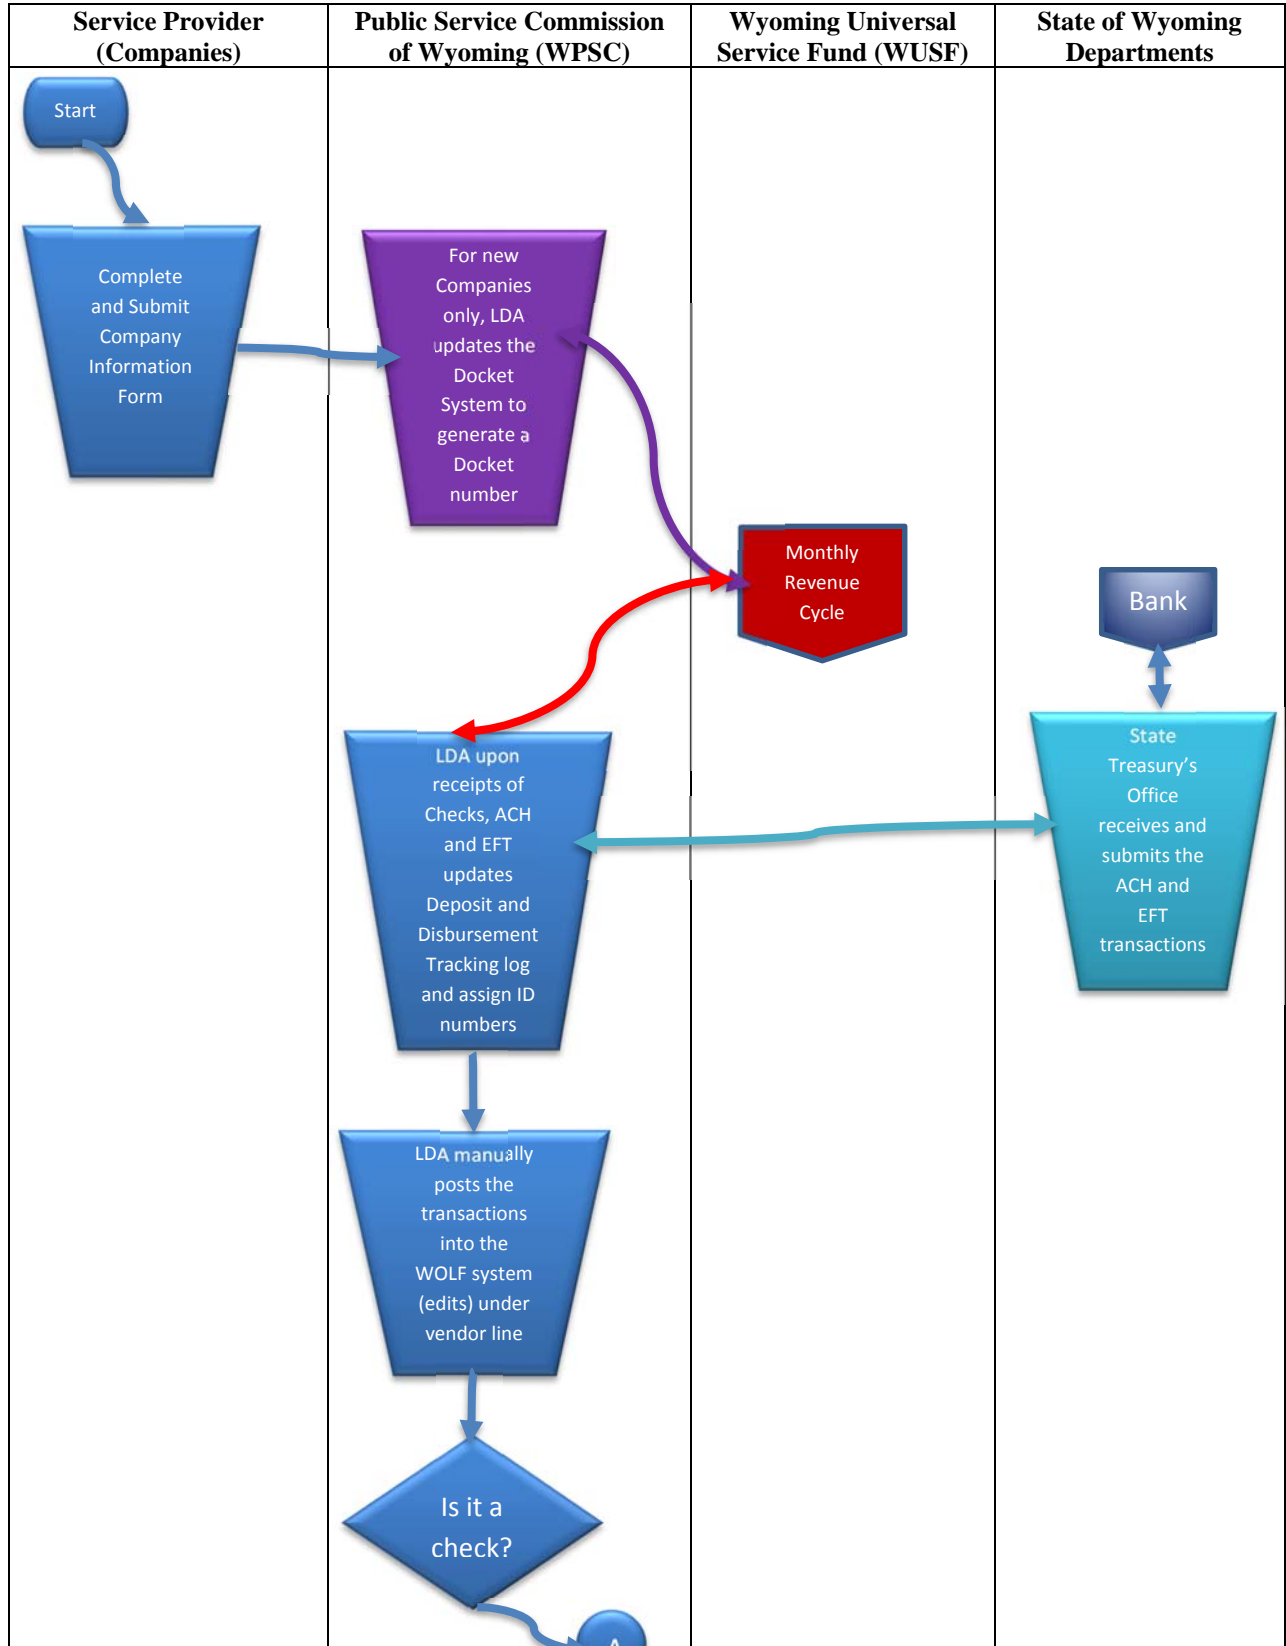 Service Provider
(Companies)
Public Service Commission
of Wyoming (WPSC)
Wyoming Universal
Service Fund (WUSF)
State of Wyoming
Departments
Start
Complete
and Submit
Company
Information
Form
For new
Companies
only, LDA
updates the
Docket
System to
generate a
Docket
number
Monthly
Revenue
Cycle
Bank
State
Treasury's
Office
receives and
submits the
ACH and
EFT
transactions
LDA upon
receipts of
Checks, ACH
and EFT
updates
Deposit and
Disbursement
Tracking log
and assign ID
numbers
LDA manually
posts the
transactions
into the
WOLF system
(edits) under
vendor line
Is it a
check?
A